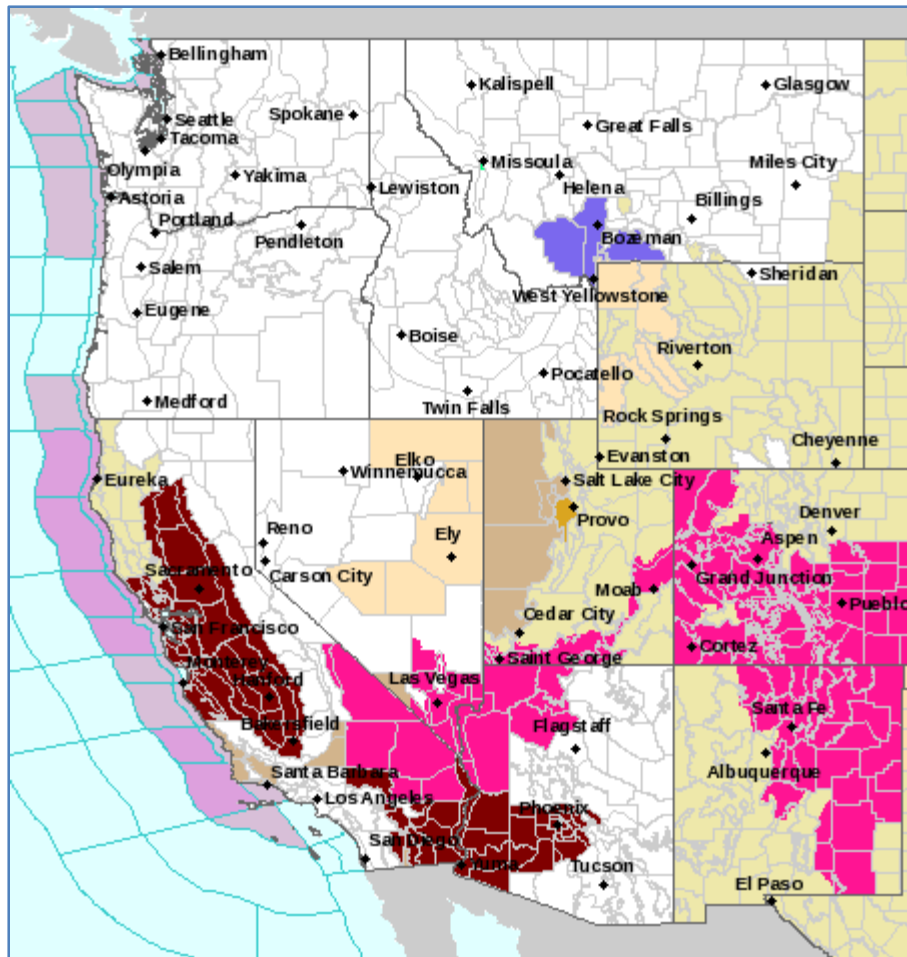 Bellingham
Kalispell
Glasgow
Seattle
Spokane
Great Falls
Tacoma
Olympia
Missoula
Miles City
Yakima
Lewiston
Helena
Astoria
Billings
Portland
Pendleton
Bozeman
Salem
Sheridan
West Yellowstone
Eugene
Boise
Riverton
Pocatello
Medford
Twin Falls
Rock Springs
Cheyenne
Elko
Evanston
Winnemucca
Eureka
Salt Lake City
Provo
Denver
Reno
Ely
Aspen
Sacramento
Carson City
Moab
Grand Junction
Pueblo
San Francisco
Cedar City
Cortez
Monterey
Saint George
Hanford
Las Vegas
Bakersfield
Flagstaff
Santa Fe
Albuquerque
Santa Barbara
Los Angeles
Phoenix
San Diego
Yuma
Tucson
El Paso